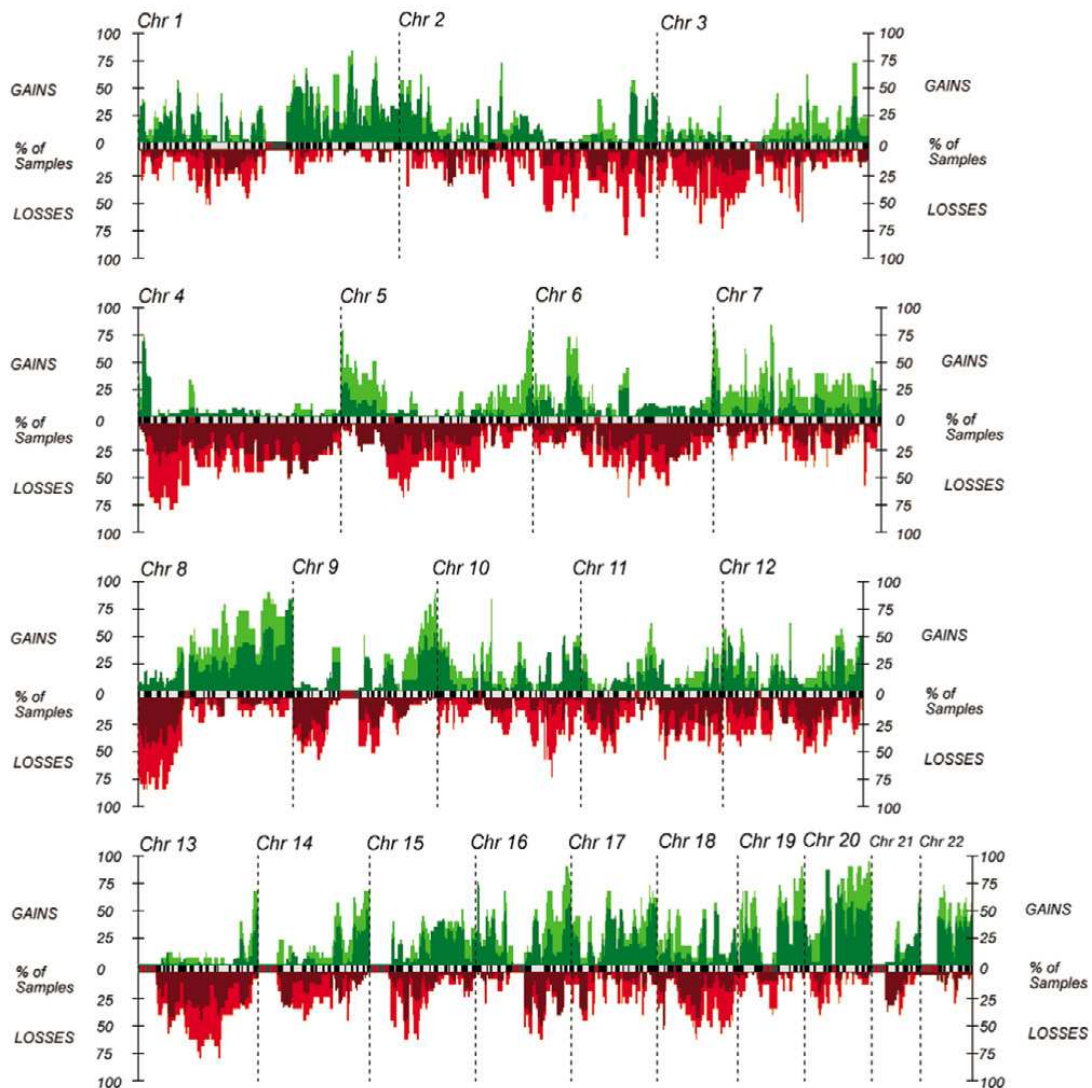 Chr 1 Chr 2 Chr 3
100 100
75 75
GAINS 50 50 GAINS
25 25
% of Samples 0 0 % of Samples
25 25
LOSSES 50 50 LOSSES
75 75
100 100
Chr 4 Chr 5 Chr 6 Chr 7
100 100
75 75
GAINS 50 50 GAINS
25 25
% of Samples 0 0 % of Samples
25 25
LOSSES 50 50 LOSSES
75 75
100 100
Chr 8 Chr 9 Chr 10 Chr 11 Chr 12
100 100
75 75
GAINS 50 50 GAINS
25 25
% of Samples 0 0 % of Samples
25 25
LOSSES 50 50 LOSSES
75 75
100 100
Chr 13 Chr 14 Chr 15 Chr 16 Chr 17 Chr 18 Chr 19 Chr 20 Chr 21 Chr 22
100 100
75 75
GAINS 50 50 GAINS
25 25
% of Samples 0 0 % of Samples
25 25
LOSSES 50 50 LOSSES
75 75
100 100